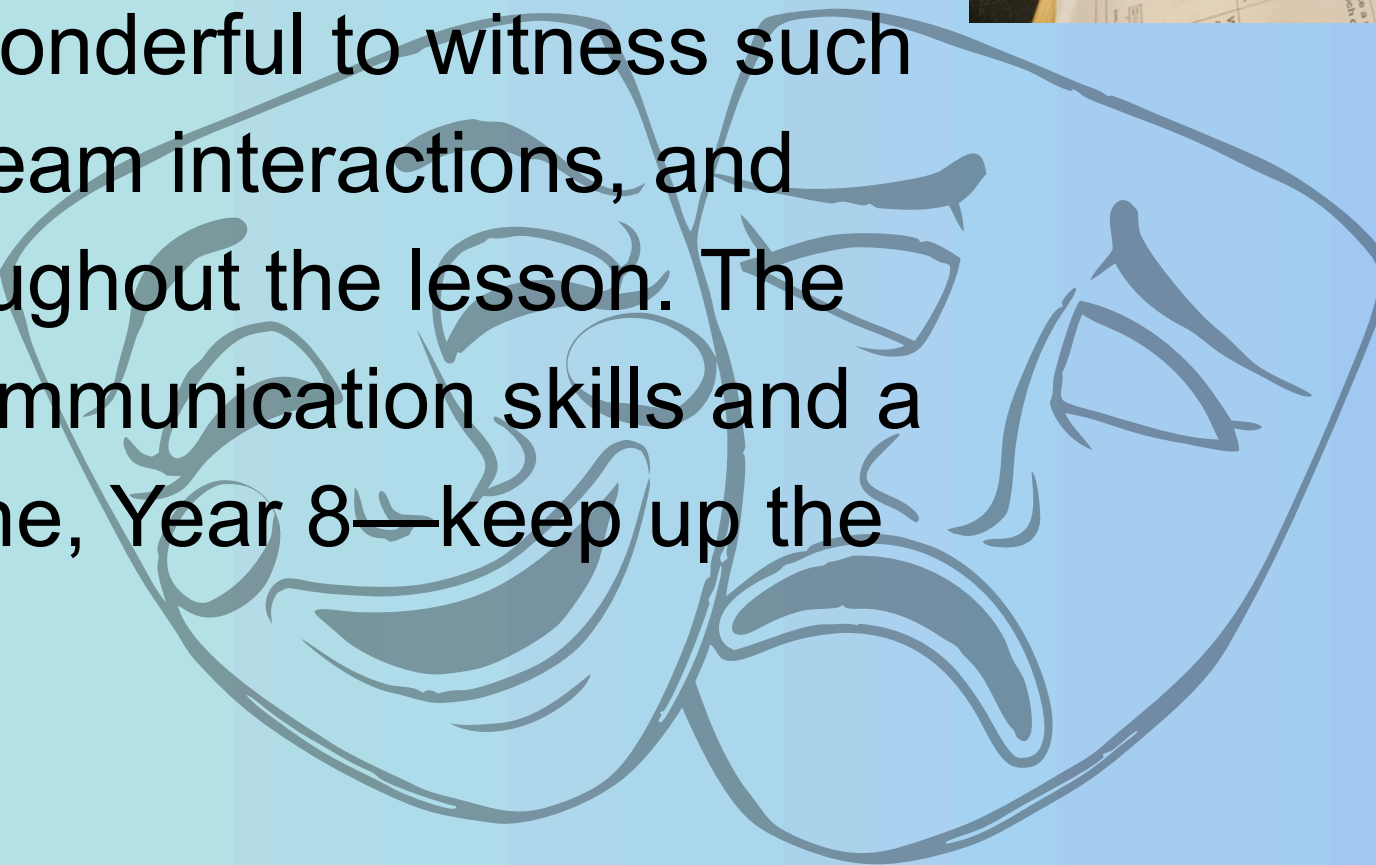 onderful to witness such
eam interactions, and
ughout the lesson. The
mmunication skills and a
ne, Year 8—keep up the